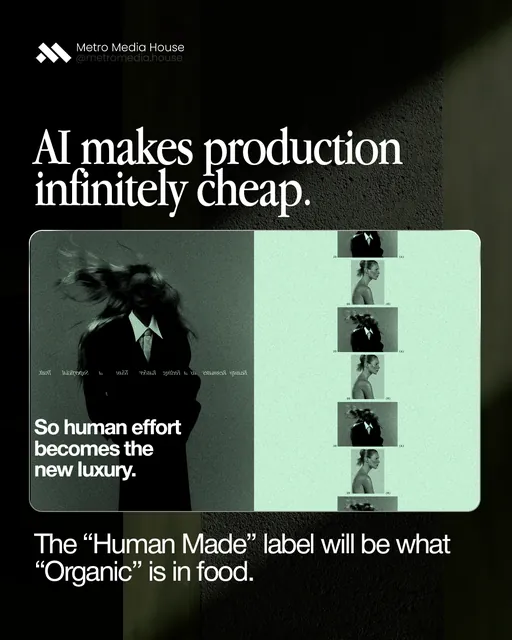 Metro Media House
@metromedia.house
AI makes production
infinitely cheap.
So human effort
becomes the
new luxury.
The “Human Made” label will be what
“Organic” is in food.